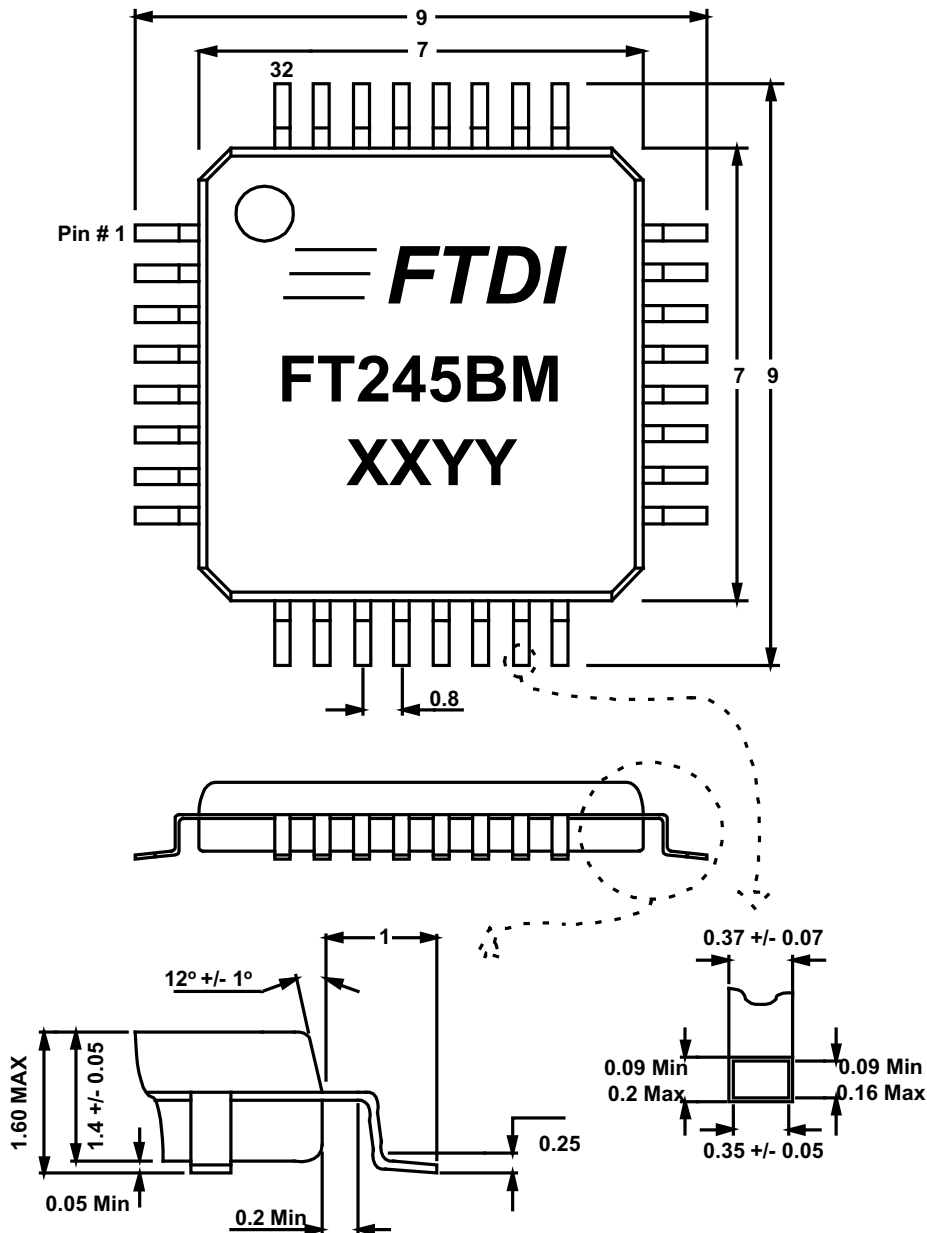 9
7
32
Pin # 1
FTDI
FT245BM
XXYY
7
9
0.8
1
12º +/- 1º
1.60 MAX
1.4 +/- 0.05
0.05 Min
0.2 Min
0.25
0.37 +/- 0.07
0.09 Min
0.2 Max
0.09 Min
0.16 Max
0.35 +/- 0.05